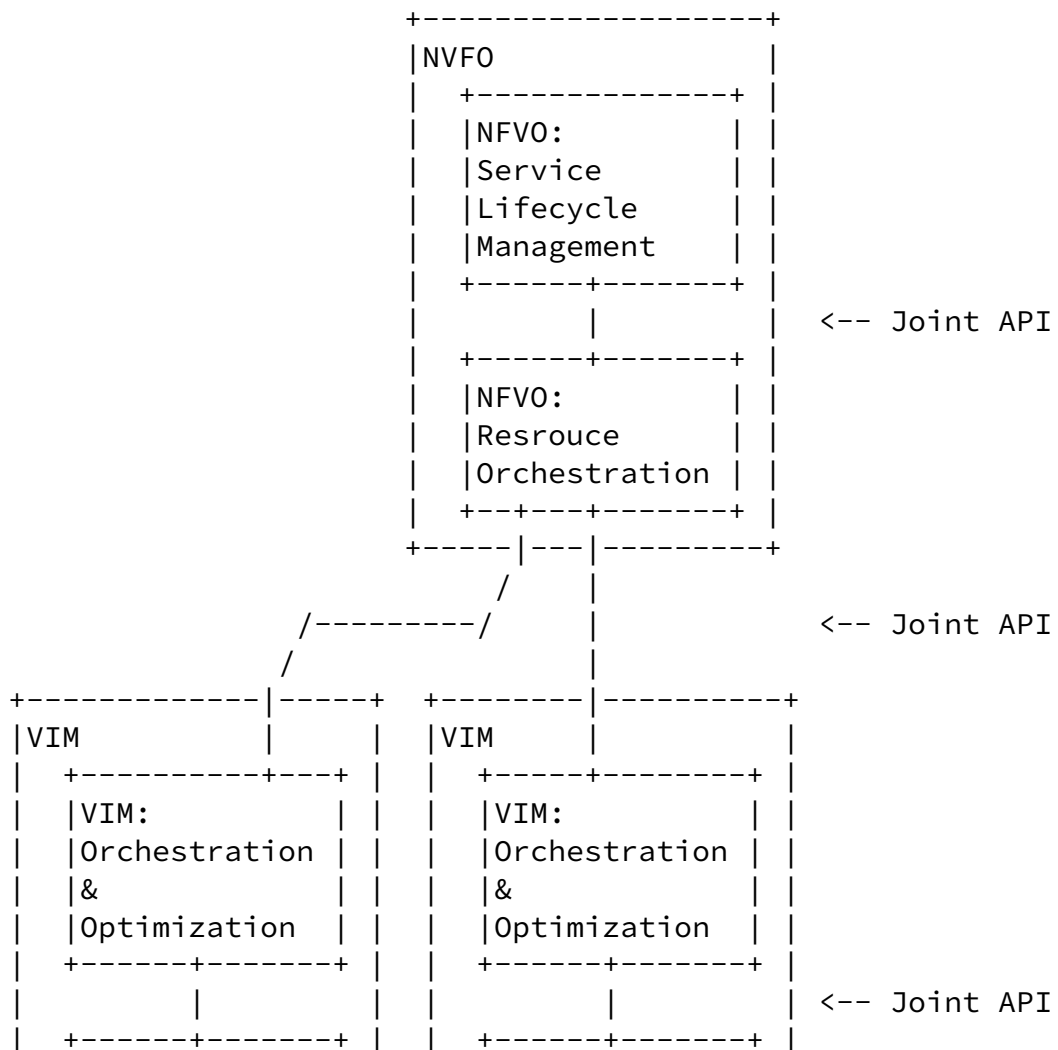 NVFO
NFVO:
Service
Lifecycle
Management
<-- Joint API
NFVO:
Resrouce
Orchestration
<-- Joint API
VIM VIM
VIM: VIM:
Orchestration Orchestration
& &
Optimization Optimization
<-- Joint API